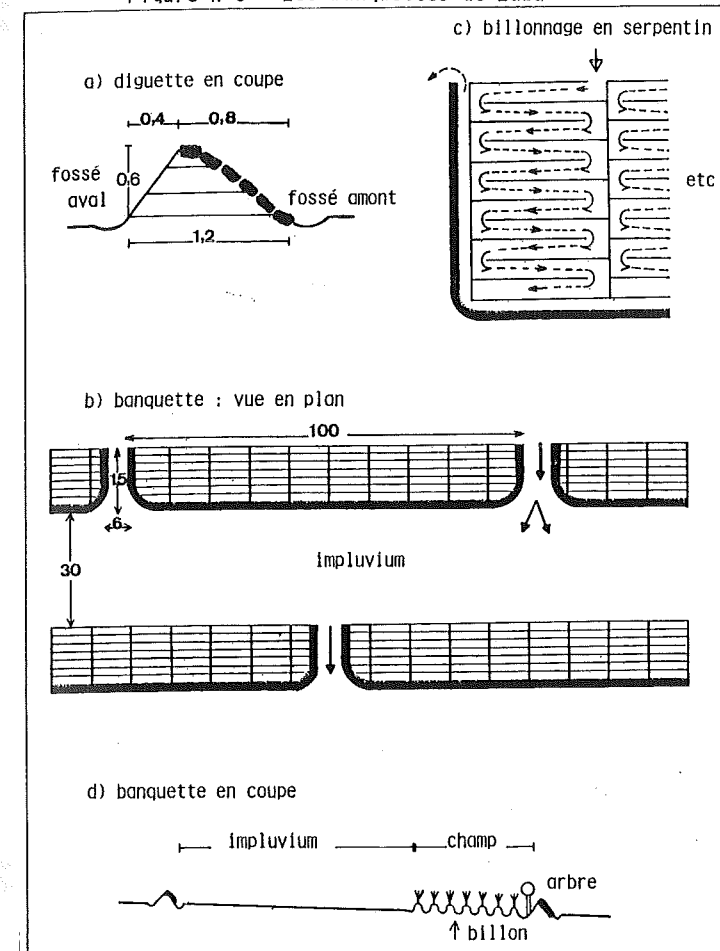 c) billonnage en serpentin
a) diguette en coupe
0,4 0,8
fossé aval
0,6
fossé amont
1,2
etc
b) banquette : vue en plan
100
15
6
30
impluvium
d) banquette en coupe
impluvium champ
arbre
billon